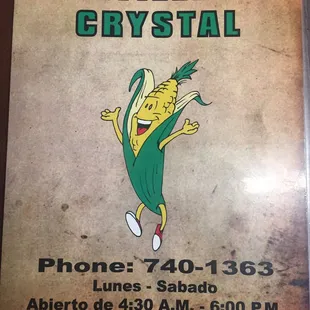 CRYSTAL
Phone: 740-1363
Lunes - Sabado
Abierto de 4:30 A.M. - 6:00 P.M